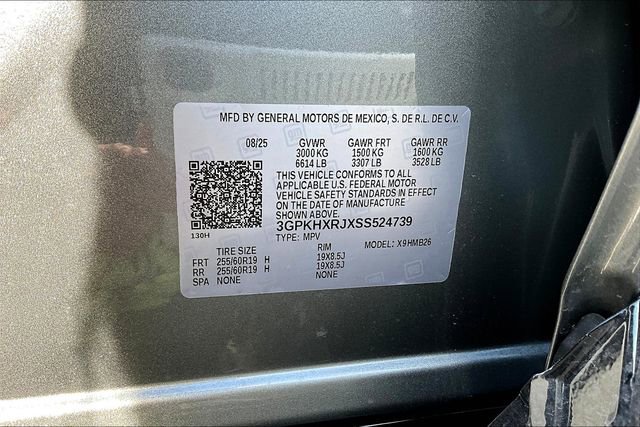 MFD BY GENERAL MOTORS DE MEXICO, S. DE R.L. DE C.V.
08/25 GVWR GAWR FRT GAWR RR
3000 KG 1500 KG 1600 KG
6614 LB 3307 LB 3528 LB
THIS VEHICLE CONFORMS TO ALL
APPLICABLE U.S. FEDERAL MOTOR
VEHICLE SAFETY STANDARDS IN EFFECT
ON THE DATE OF MANUFACTURE
SHOWN ABOVE.
3GPKHXRJXSS524739
130H TYPE: MPV MODEL: X9HMB26
TIRE SIZE RIM
FRT 255/60R19 H 19X8.5J
RR 255/60R19 H 19X8.5J
SPA NONE NONE